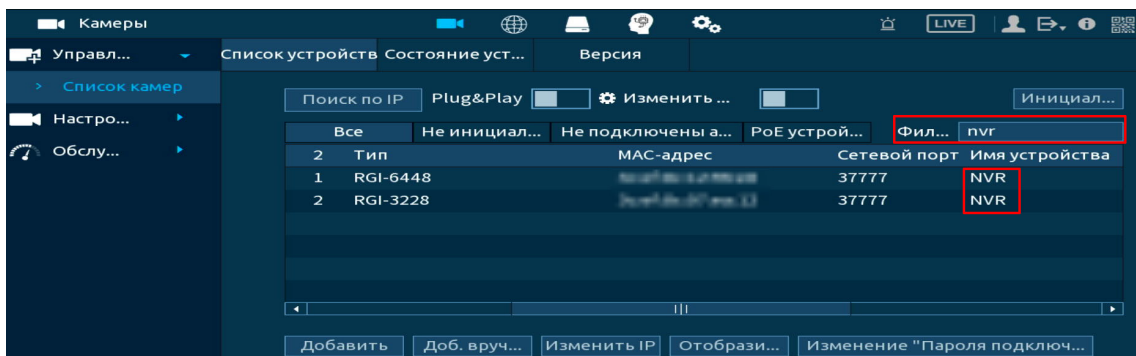 Камеры LIVE
Управл... Список устройств Состояние уст... Версия
> Список камер
Поиск по IP Plug&Play Изменить ... Инициал...
Настро...
Все Не инициал... Не подключены а... PoE устрой... Фил... nvr
Обслу...
2 Тип MAC-адрес Сетевой порт Имя устройства
1 RGI-6448 37777 NVR
2 RGI-3228 37777 NVR
Добавить Доб. вруч... Изменить IP Отобрази... Изменение "Пароля подключ...